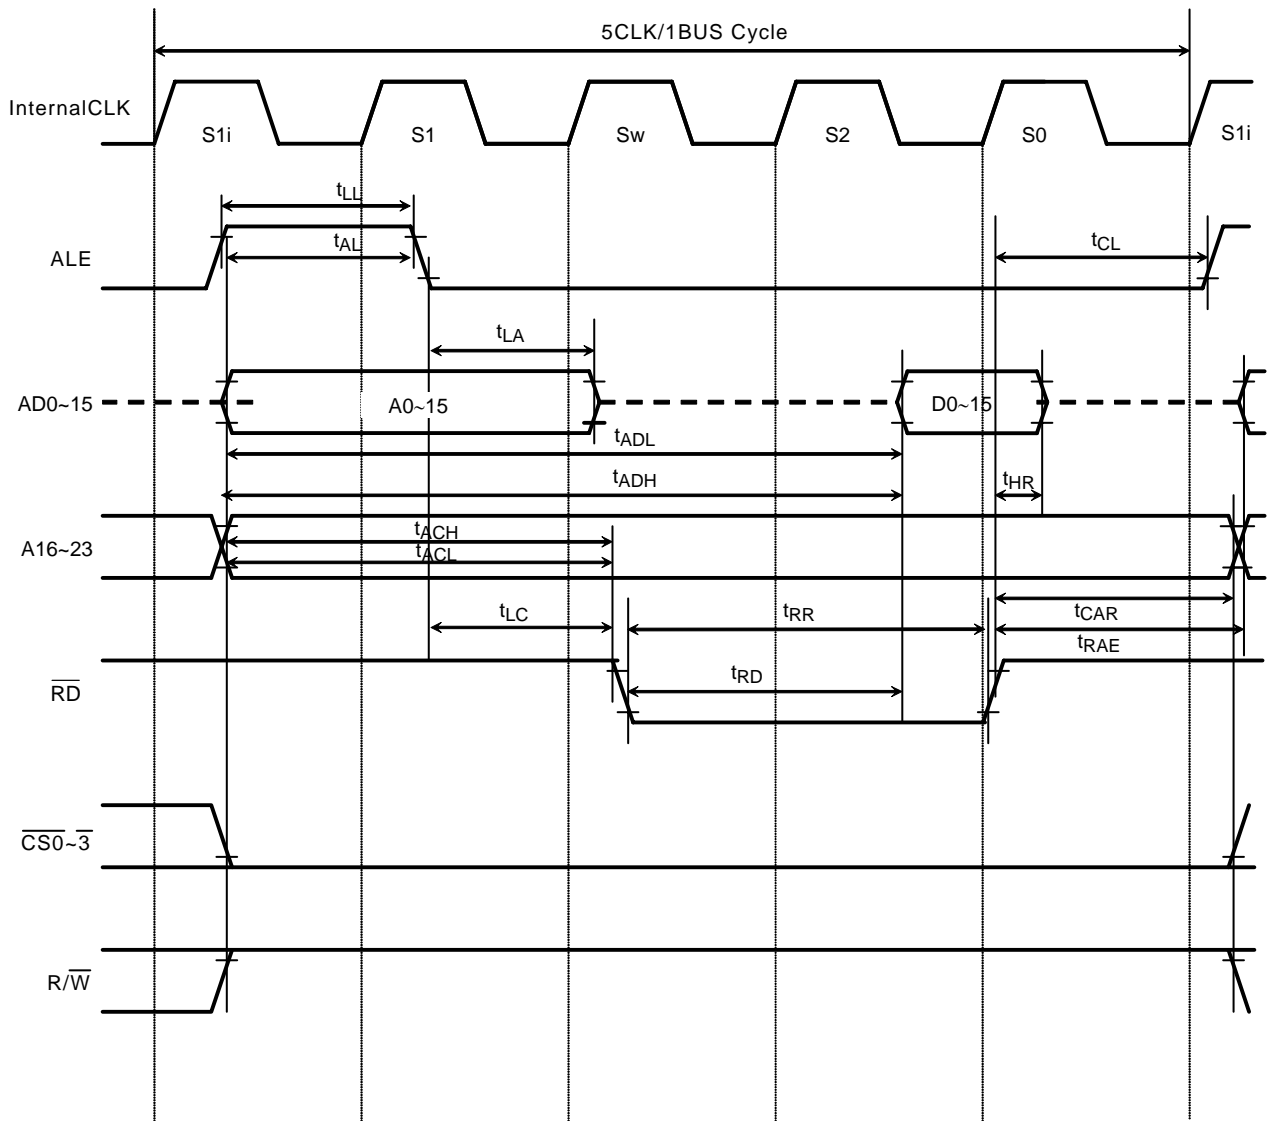 5CLK/1BUS Cycle
InternalCLK
S1i S1 Sw S2 S0 S1i
tLL
ALE
tAL
tCL
tLA
AD0~15
A0~15
D0~15
tADL
tADH
tHR
A16~23
tACH
tACL
tLC
tRR
tCAR
tRAE
RD
tRD
CS0~3
R/W